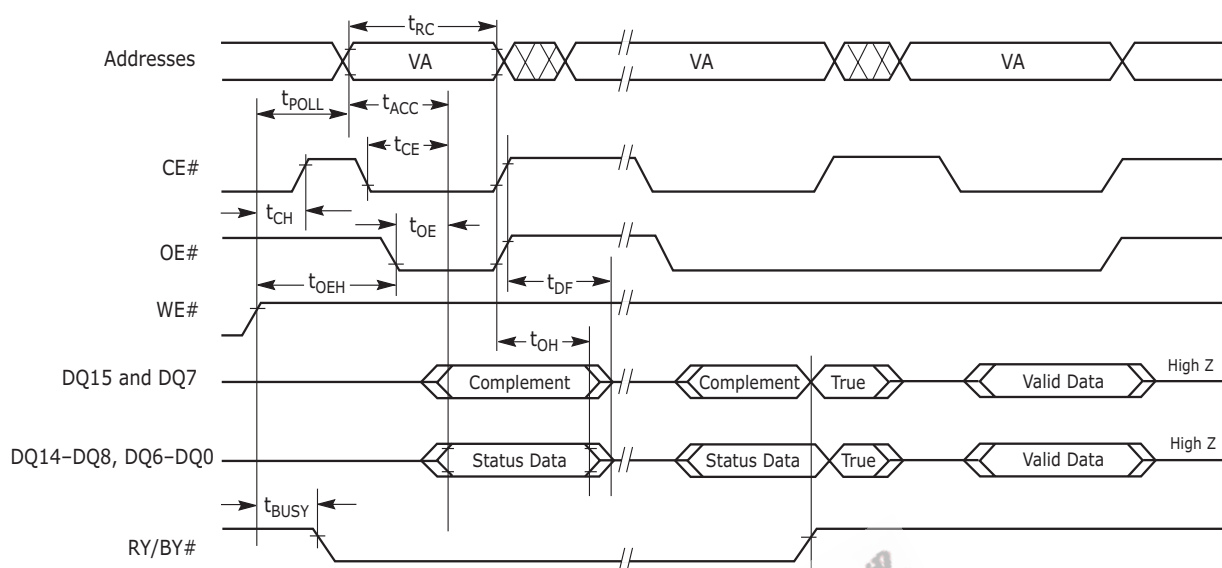 tRC
Addresses VA VA VA
tPOLL tACC
tCE
CE#
tCH tOE
OE#
tOEH tDF
WE#
tOH
DQ15 and DQ7 Complement Complement True Valid Data High Z
DQ14–DQ8, DQ6–DQ0 Status Data Status Data True Valid Data High Z
tBUSY
RY/BY#